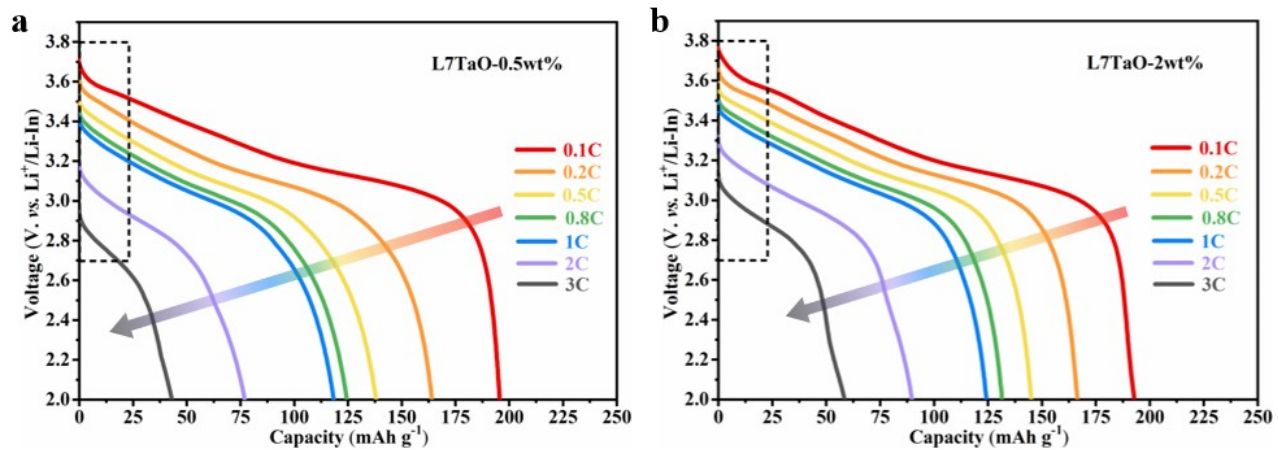 a
L7TaO-0.5wt%
Voltage (V. vs. Li⁺/Li-In)
3.8
3.6
3.4
3.2
3.0
2.8
2.6
2.4
2.2
2.0
0.1C
0.2C
0.5C
0.8C
1C
2C
3C
0 25 50 75 100 125 150 175 200 225 250
Capacity (mAh g⁻¹)
b
L7TaO-2wt%
Voltage (V. vs. Li⁺/Li-In)
3.8
3.6
3.4
3.2
3.0
2.8
2.6
2.4
2.2
2.0
0.1C
0.2C
0.5C
0.8C
1C
2C
3C
0 25 50 75 100 125 150 175 200 225 250
Capacity (mAh g⁻¹)